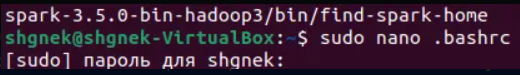 spark-3.5.0-bin-hadoop3/bin/find-spark-home
shgnek@shgnek-VirtualBox:~$ sudo nano .bashrc
[sudo] пароль для shgnek: